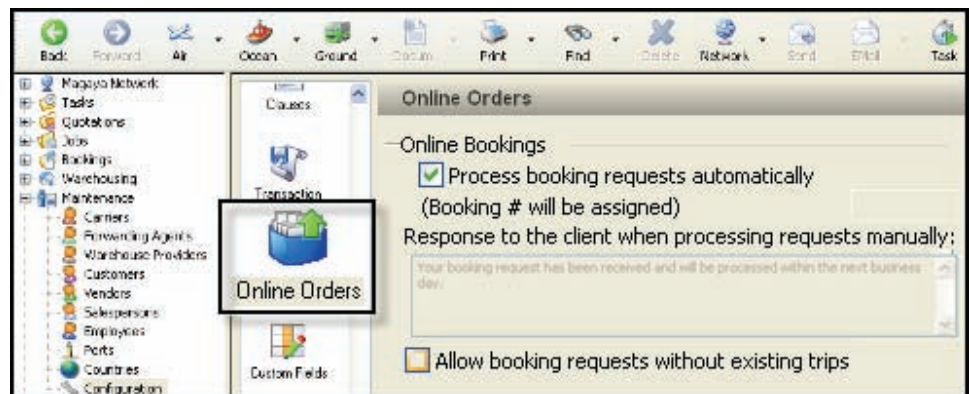 Back Forward Air Ocean Ground Docum Print Find Delete Network Send EMail Task
Magaya Network
Tasks
Quotations
Jobs
Bookings
Warehousing
Maintenance
Carriers
Forwarding Agents
Warehouse Providers
Customers
Vendors
Salespersons
Employees
Ports
Countries
Configuration
Clauses
Transaction
Online Orders
Custom Fields
Online Orders
Online Bookings
Process booking requests automatically
(Booking # will be assigned)
Response to the client when processing requests manually:
Your booking request has been received and will be processed within the next business
day.
Allow booking requests without existing trips